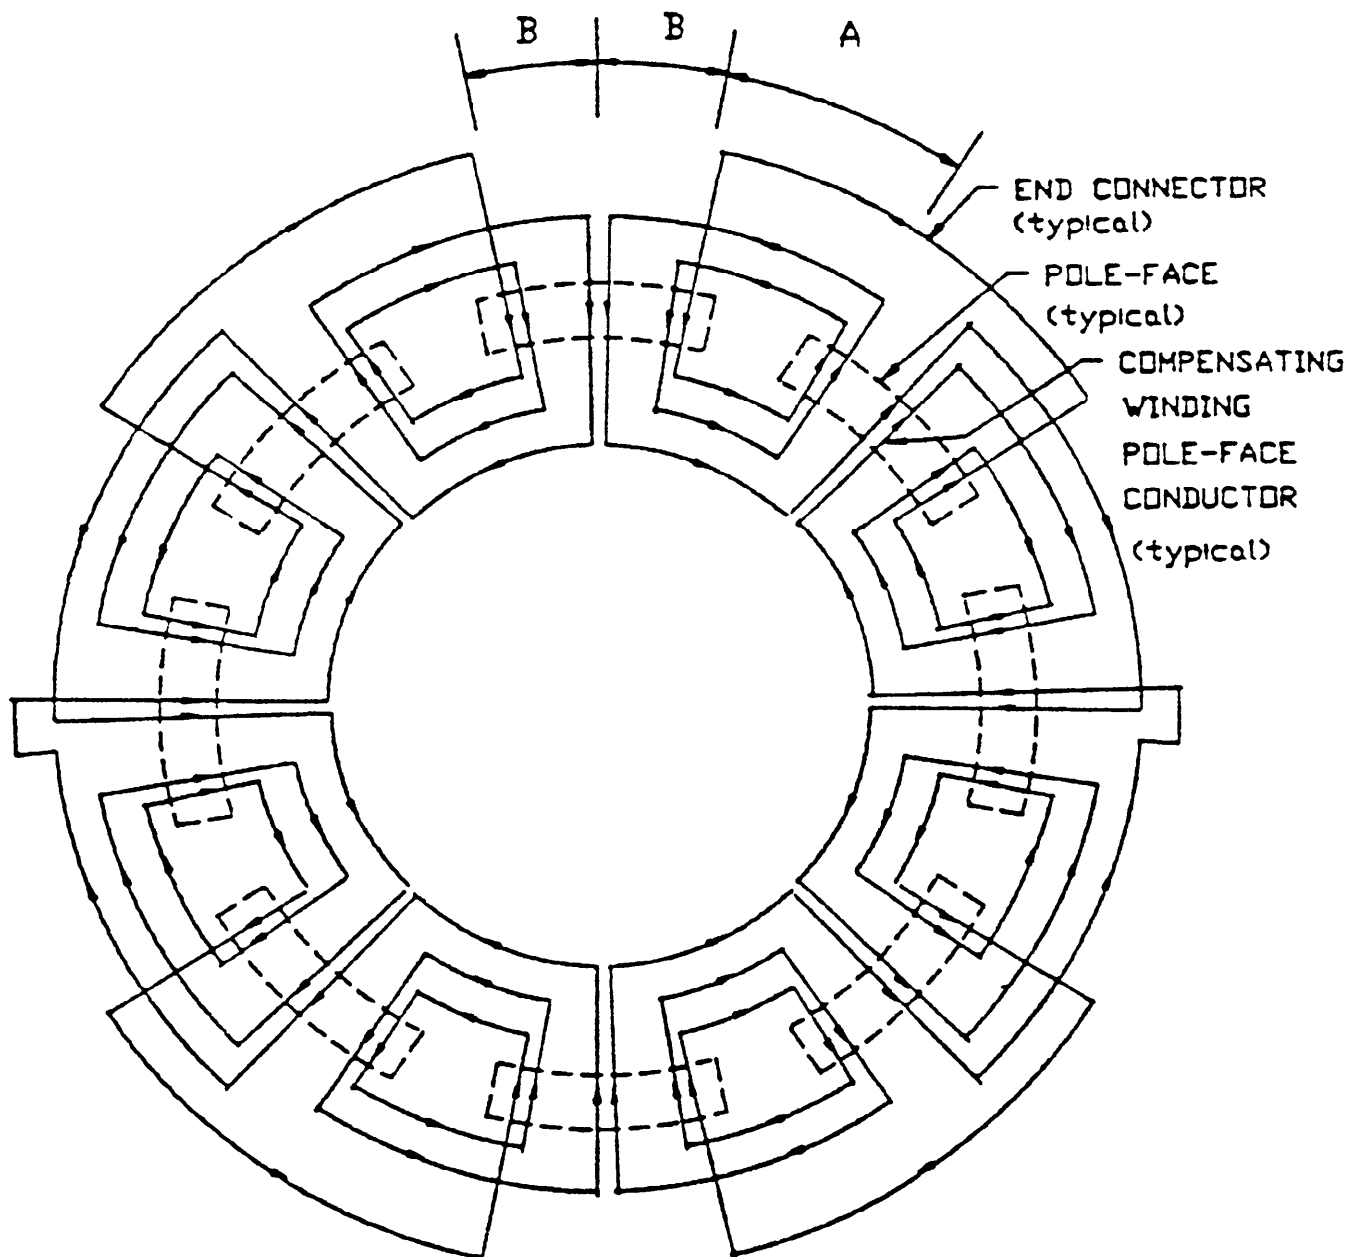 B B A
END CONNECTOR
(typical)
POLE-FACE
(typical)
COMPENSATING
WINDING
POLE-FACE
CONDUCTOR
(typical)